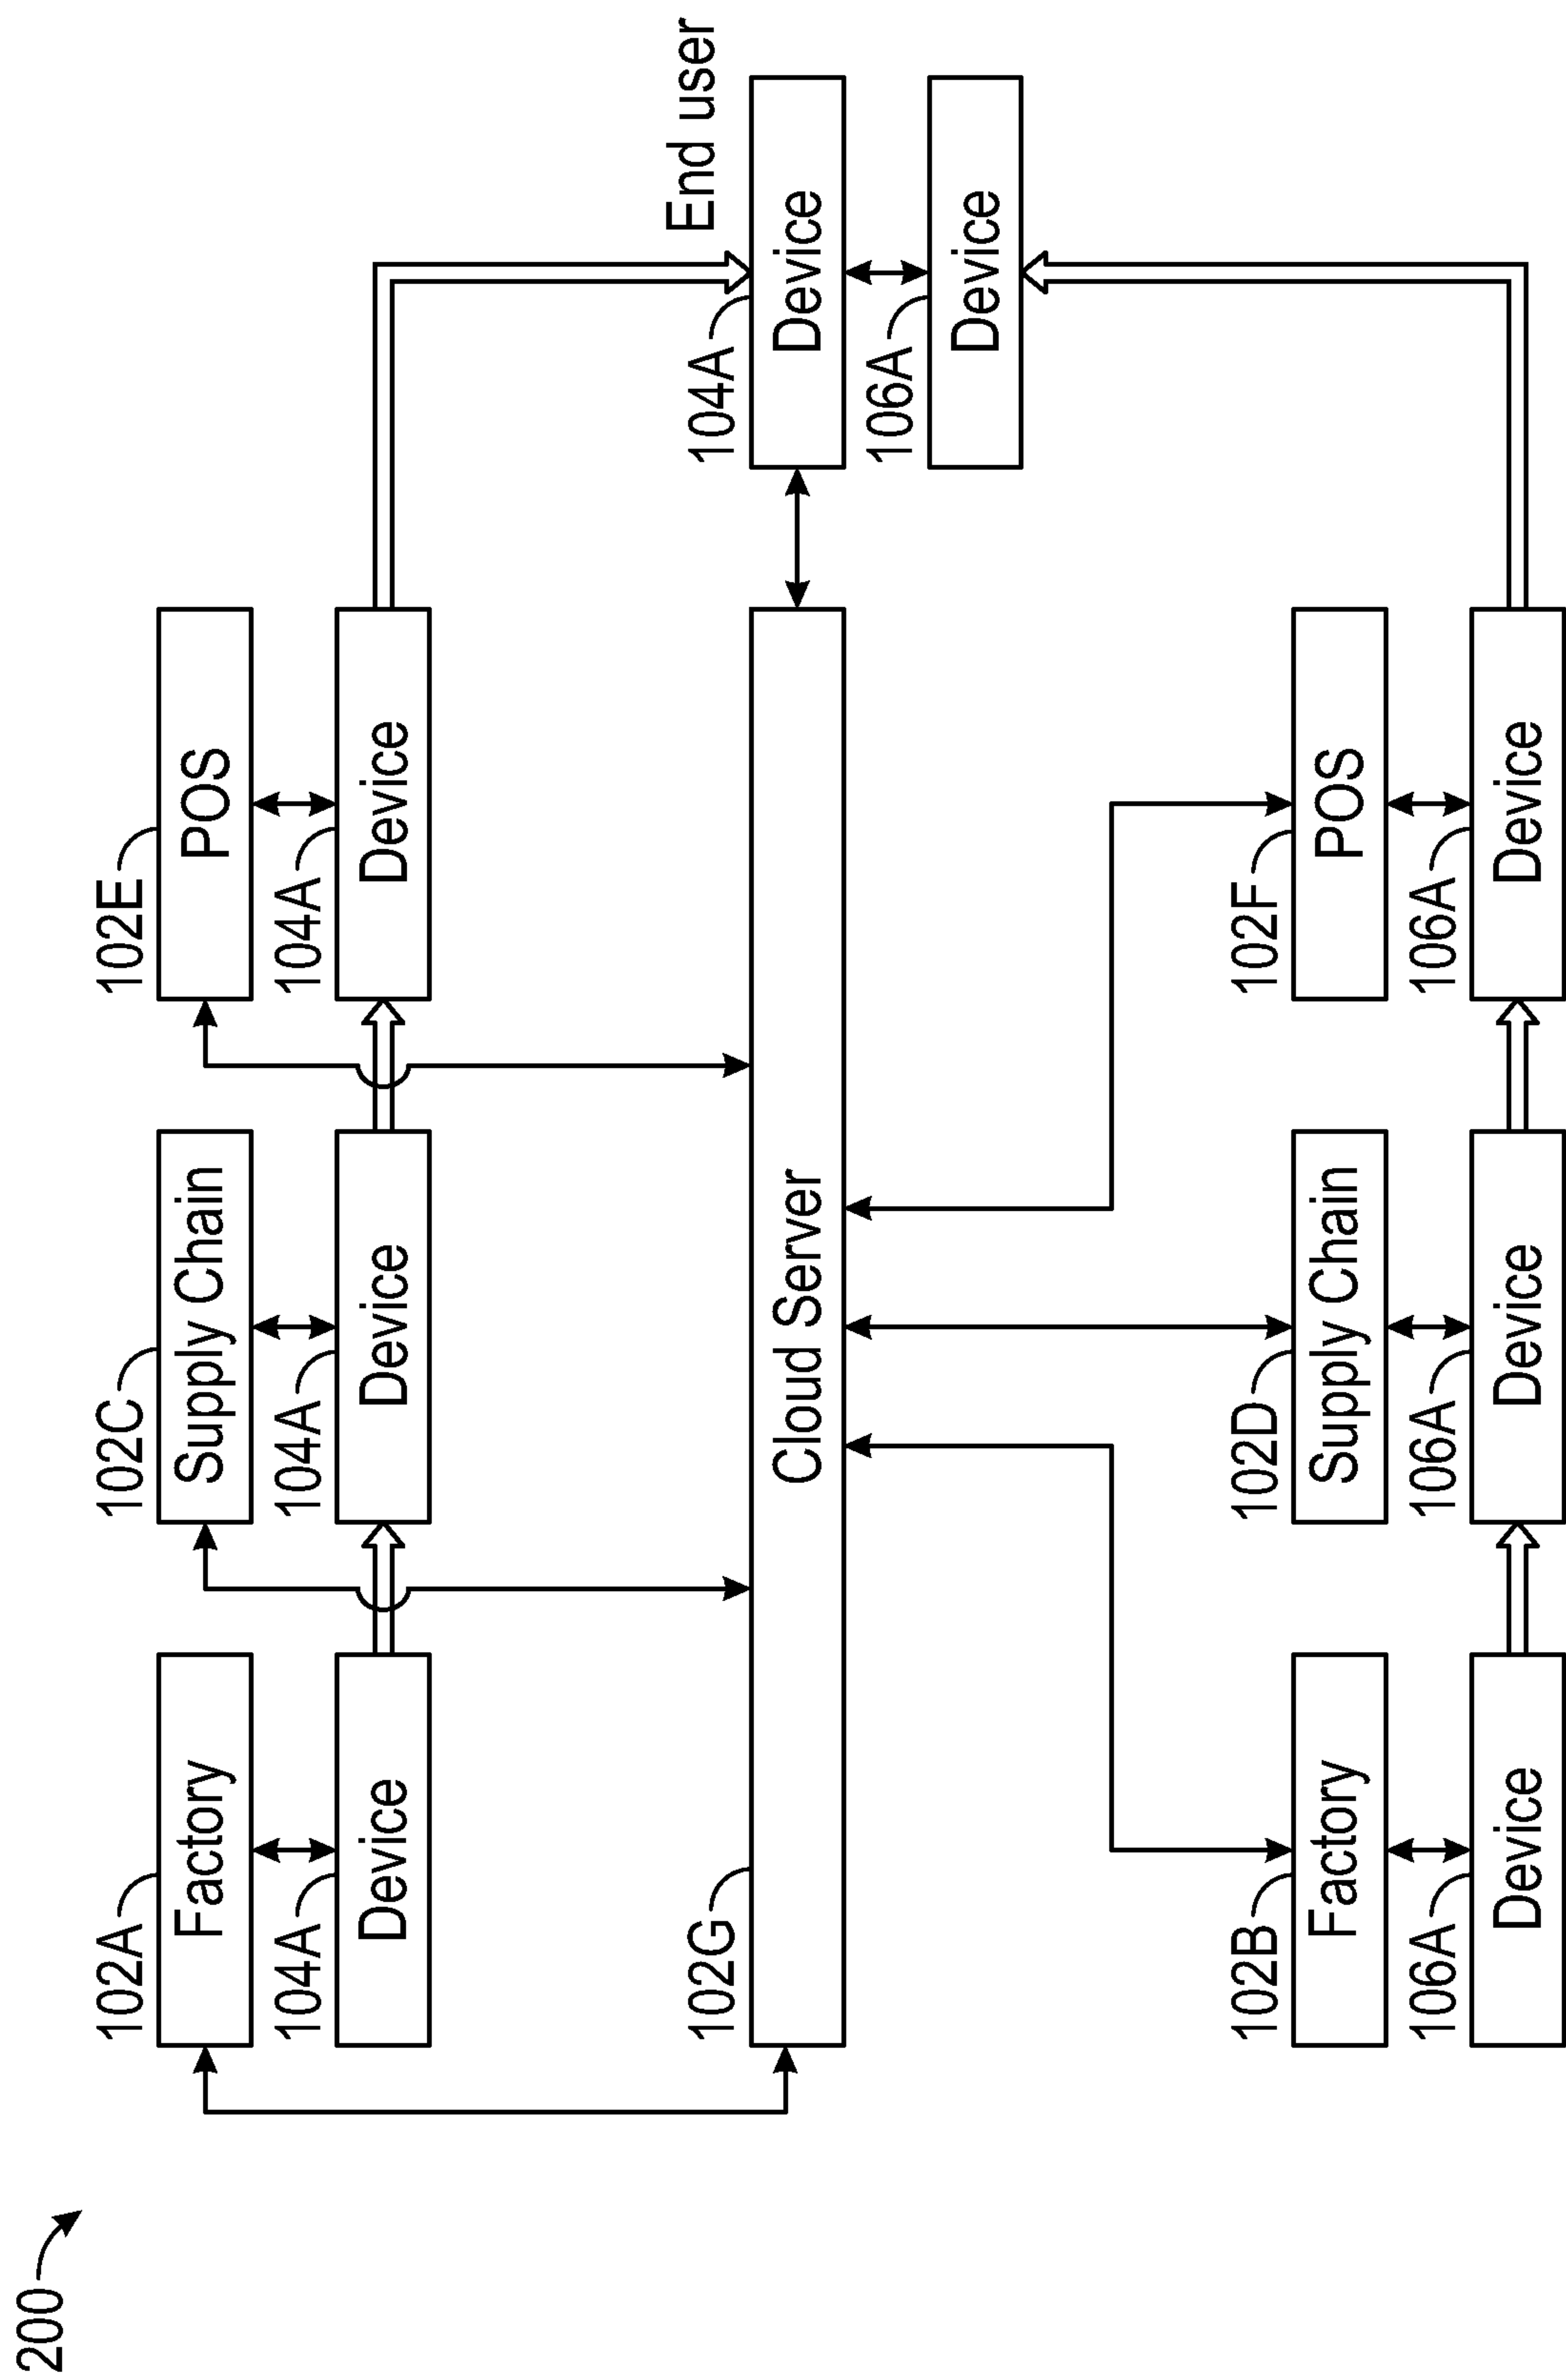 200
102A
Factory
104A
Device
102C
Supply Chain
104A
Device
102E
POS
104A
Device
End user
104A
Device
106A
Device
102G
Cloud Server
102B
Factory
106A
Device
102D
Supply Chain
106A
Device
102F
POS
106A
Device